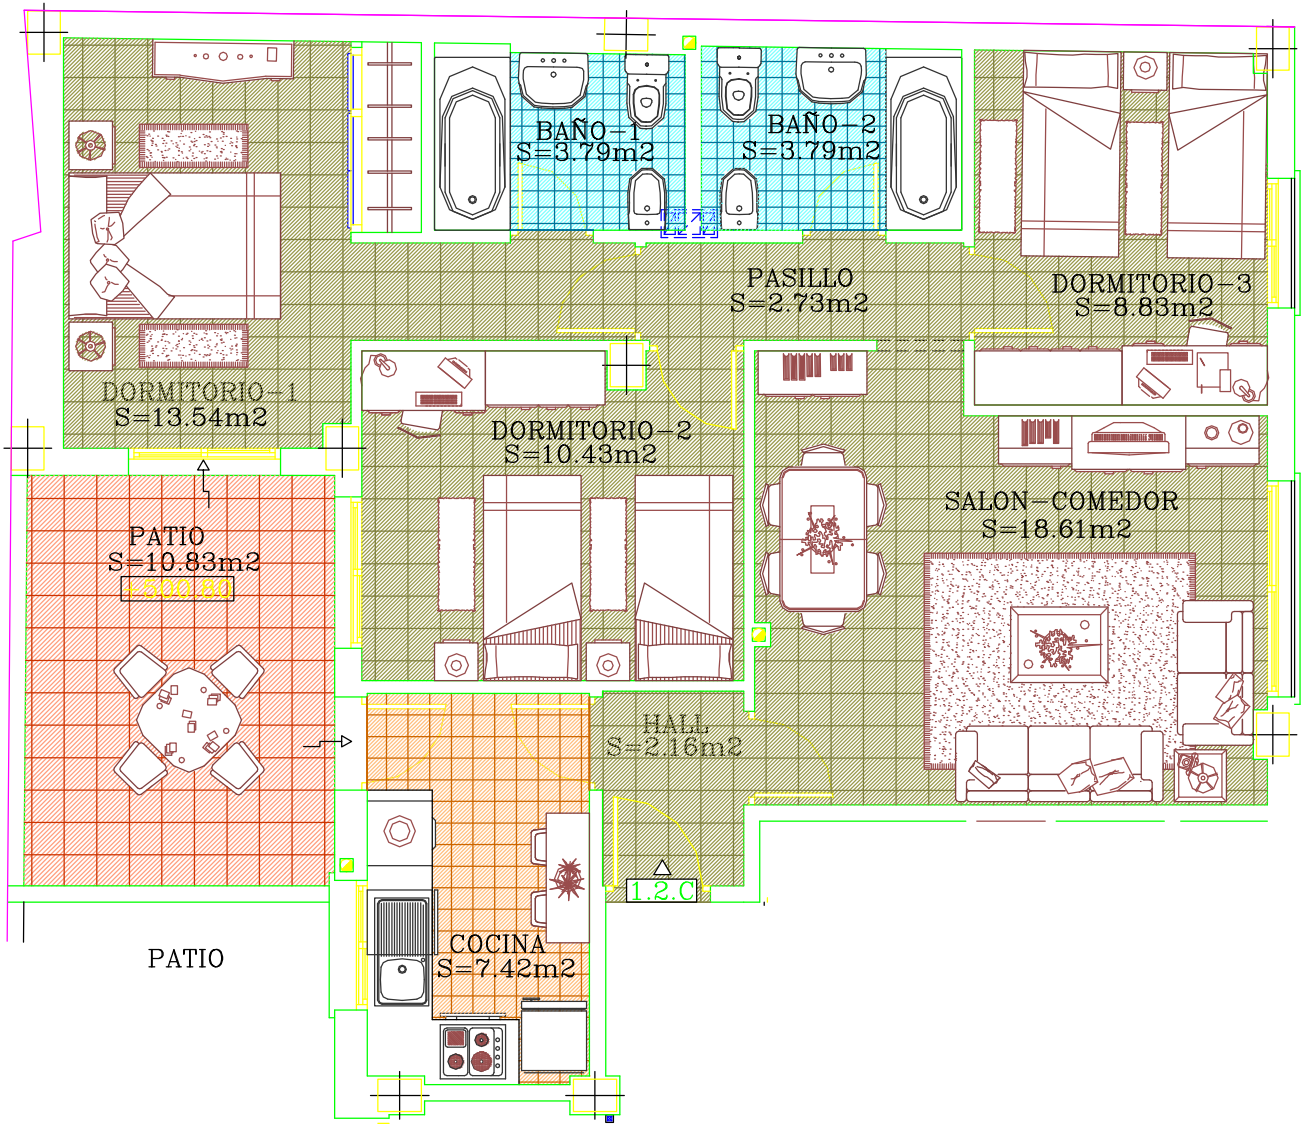 BAÑO-1
S=3.79m2
BAÑO-2
S=3.79m2
PASILLO
S=2.73m2
DORMITORIO-3
S=8.83m2
DORMITORIO-1
S=13.54m2
DORMITORIO-2
S=10.43m2
SALON-COMEDOR
S=18.61m2
PATIO
S=10.83m2
HALL
S=2.16m2
1.2.C
COCINA
S=7.42m2
PATIO